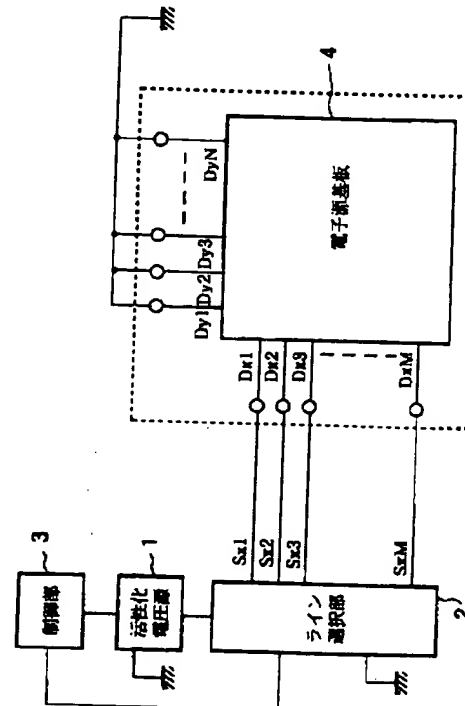 3
制御部
1
活性化
電圧源
ライン
選択部
2
Sx1
Sx2
Sx3
SxM
Dx1
Dx2
Dx3
DxM
Dy1
Dy2
Dy3
DyN
電子源基板
4